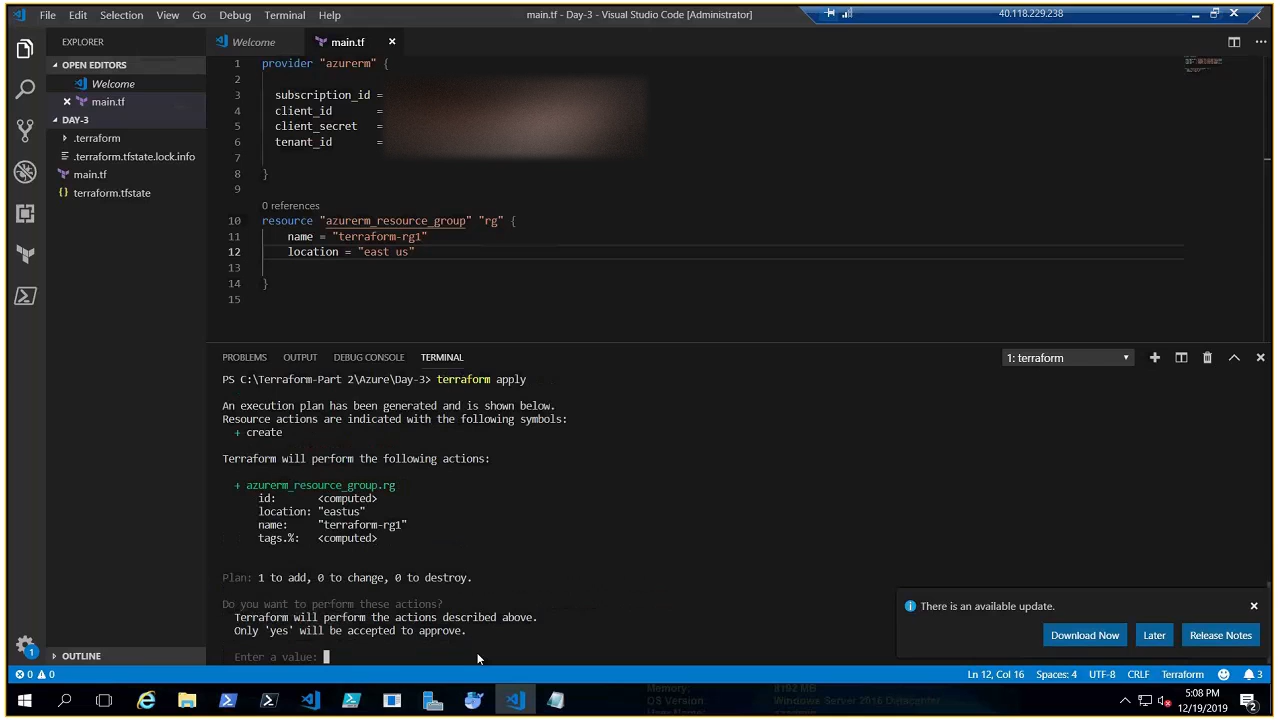 File Edit Selection View Go Debug Terminal Help
main.tf - Day-3 - Visual Studio Code [Administrator]
40.118.229.238
EXPLORER
Welcome
main.tf
OPEN EDITORS
Welcome
main.tf
DAY-3
.terraform
.terraform.tfstate.lock.info
main.tf
terraform.tfstate
OUTLINE
1 provider "azurerm" {
2
3 subscription_id =
4 client_id =
5 client_secret =
6 tenant_id =
7
8 }
9
0 references
10 resource "azurerm_resource_group" "rg" {
11 name = "terraform-rg1"
12 location = "east us"
13
14 }
15
PROBLEMS OUTPUT DEBUG CONSOLE TERMINAL
1: terraform
PS C:\Terraform-Part 2\Azure\Day-3> terraform apply
An execution plan has been generated and is shown below.
Resource actions are indicated with the following symbols:
+ create
Terraform will perform the following actions:
+ azurerm_resource_group.rg
id: <computed>
location: "eastus"
name: "terraform-rg1"
tags.%: <computed>
Plan: 1 to add, 0 to change, 0 to destroy.
Do you want to perform these actions?
Terraform will perform the actions described above.
Only 'yes' will be accepted to approve.
Enter a value:
There is an available update.
Download Now Later Release Notes
1
0 0
Ln 12, Col 16 Spaces: 4 UTF-8 CRLF Terraform 3
Memory: 8192 MB
OS Version: Windows Server 2016 Datacenter
5:08 PM
12/19/2019
2